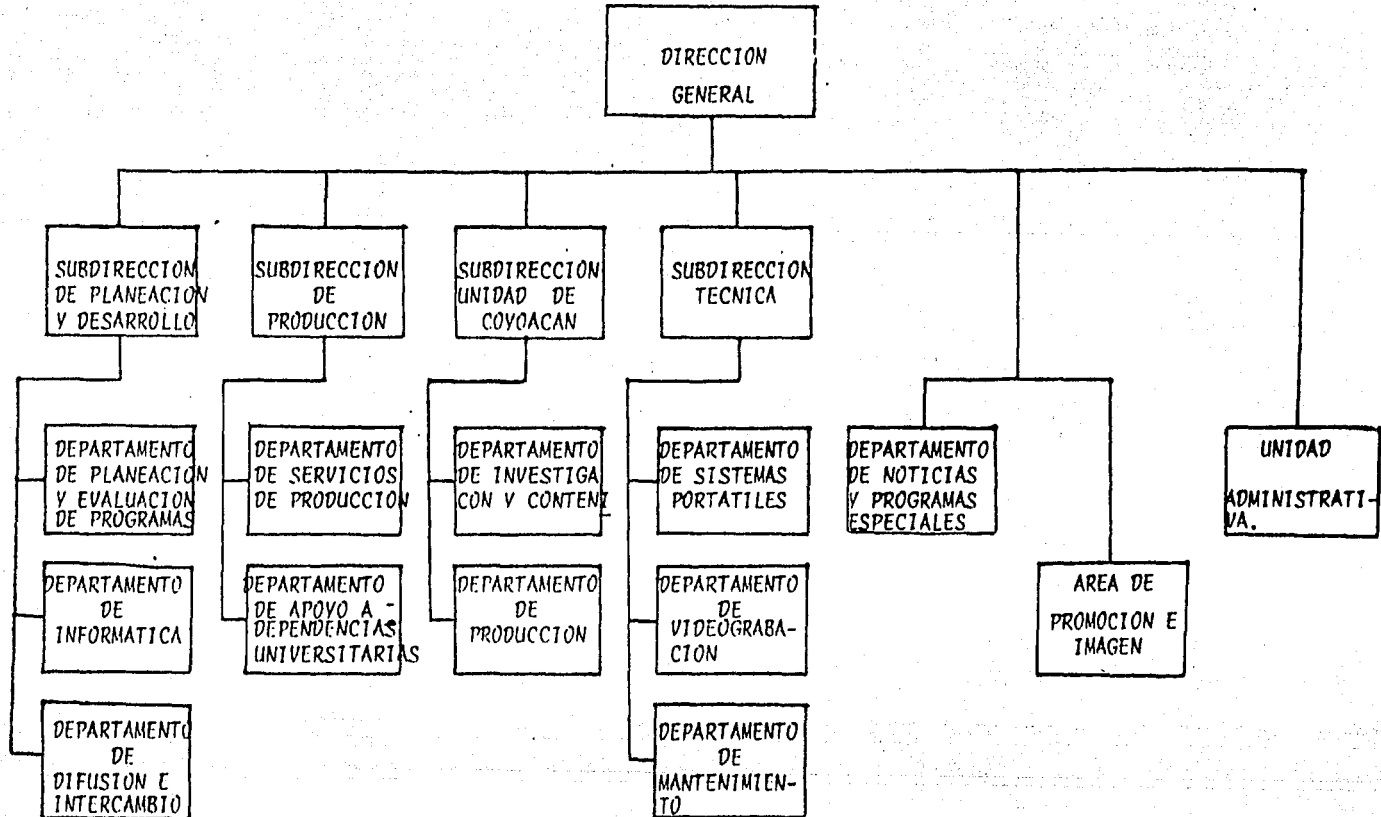 DIRECCION
GENERAL
SUBDIRECCION
DE PLANEACION
Y DESARROLLO
SUBDIRECCION
DE
PRODUCCION
SUBDIRECCION
UNIDAD DE
COYOACAN
SUBDIRECCION
TECNICA
DEPARTAMENTO
DE PLANEACION
Y EVALUACION
DE PROGRAMAS
DEPARTAMENTO
DE SERVICIOS
DE PRODUCCION
DEPARTAMENTO
DE INVESTIGA
CON Y CONTENI
DEPARTAMENTO
DE SISTEMAS
PORTATILES
DEPARTAMENTO
DE NOTICIAS
Y PROGRAMAS
ESPECIALES
UNIDAD
ADMINISTRATI-
VA.
DEPARTAMENTO
DE
INFORMATICA
DEPARTAMENTO
DE APOYO A -
DEPENDENCIAS
UNIVERSITARIAS
DEPARTAMENTO
DE
PRODUCCION
DEPARTAMENTO
DE
VIDEOGRABA-
CION
AREA DE
PROMOCION E
IMAGEN
DEPARTAMENTO
DE
DIFUSION E
INTERCAMBIO
DEPARTAMENTO
DE
MANTENIMIEN-
TO